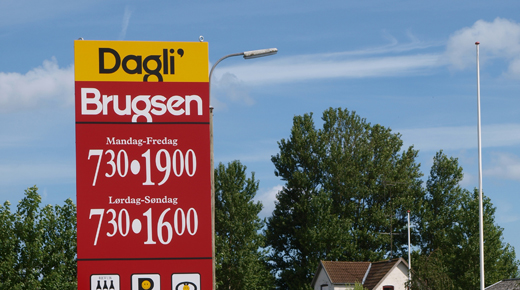 Dagli'
Brugsen
Mandag-Fredag
730•1900
Lørdag-Søndag
730•1600